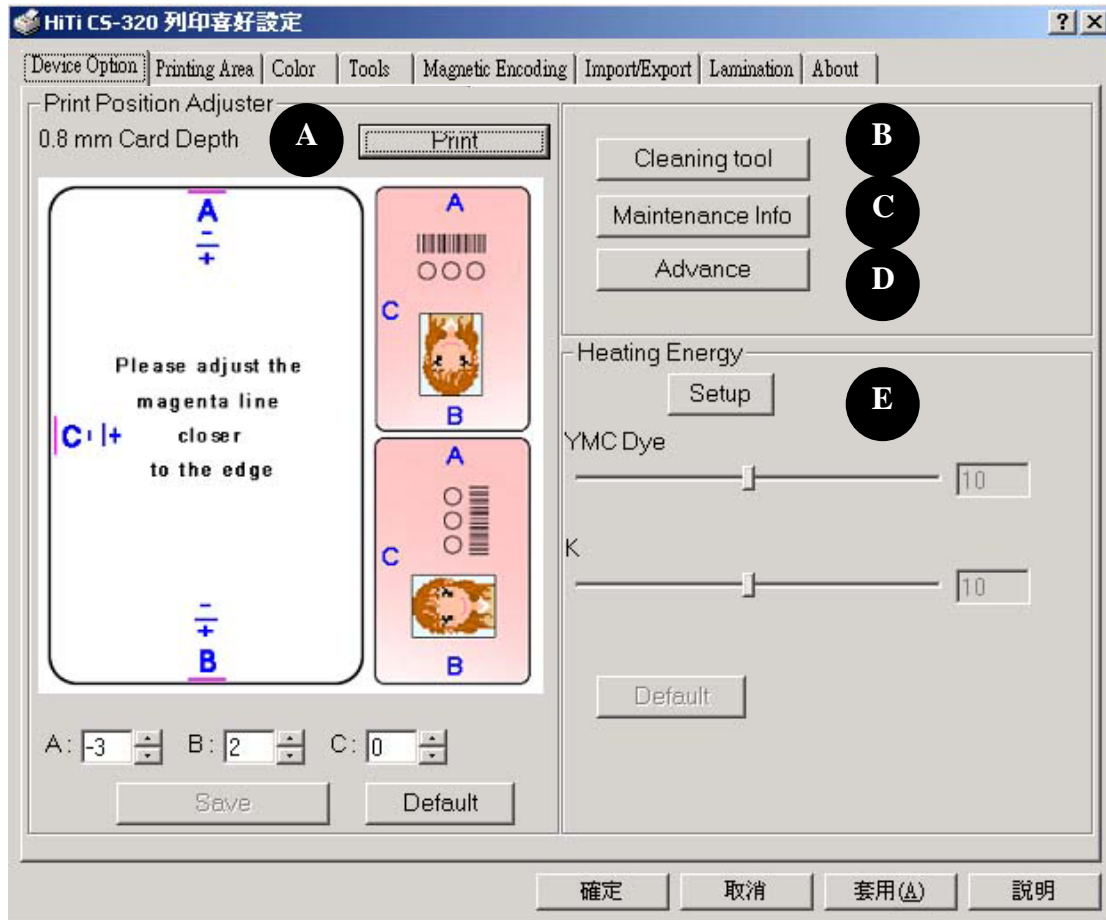 HiTi CS-320 列印喜好設定
Device Option Printing Area Color Tools Magnetic Encoding Import/Export Lamination About
Print Position Adjuster
0.8 mm Card Depth A Print
A
-
+
Please adjust the
magenta line
closer
to the edge
C - +
-
+
B
A
C
B
A
C
B
A: -3 B: 2 C: 0
Save Default
Cleaning tool B
Maintenance Info C
Advance D
Heating Energy
Setup E
YMC Dye
10
K
10
Default
確定 取消 套用(A) 說明